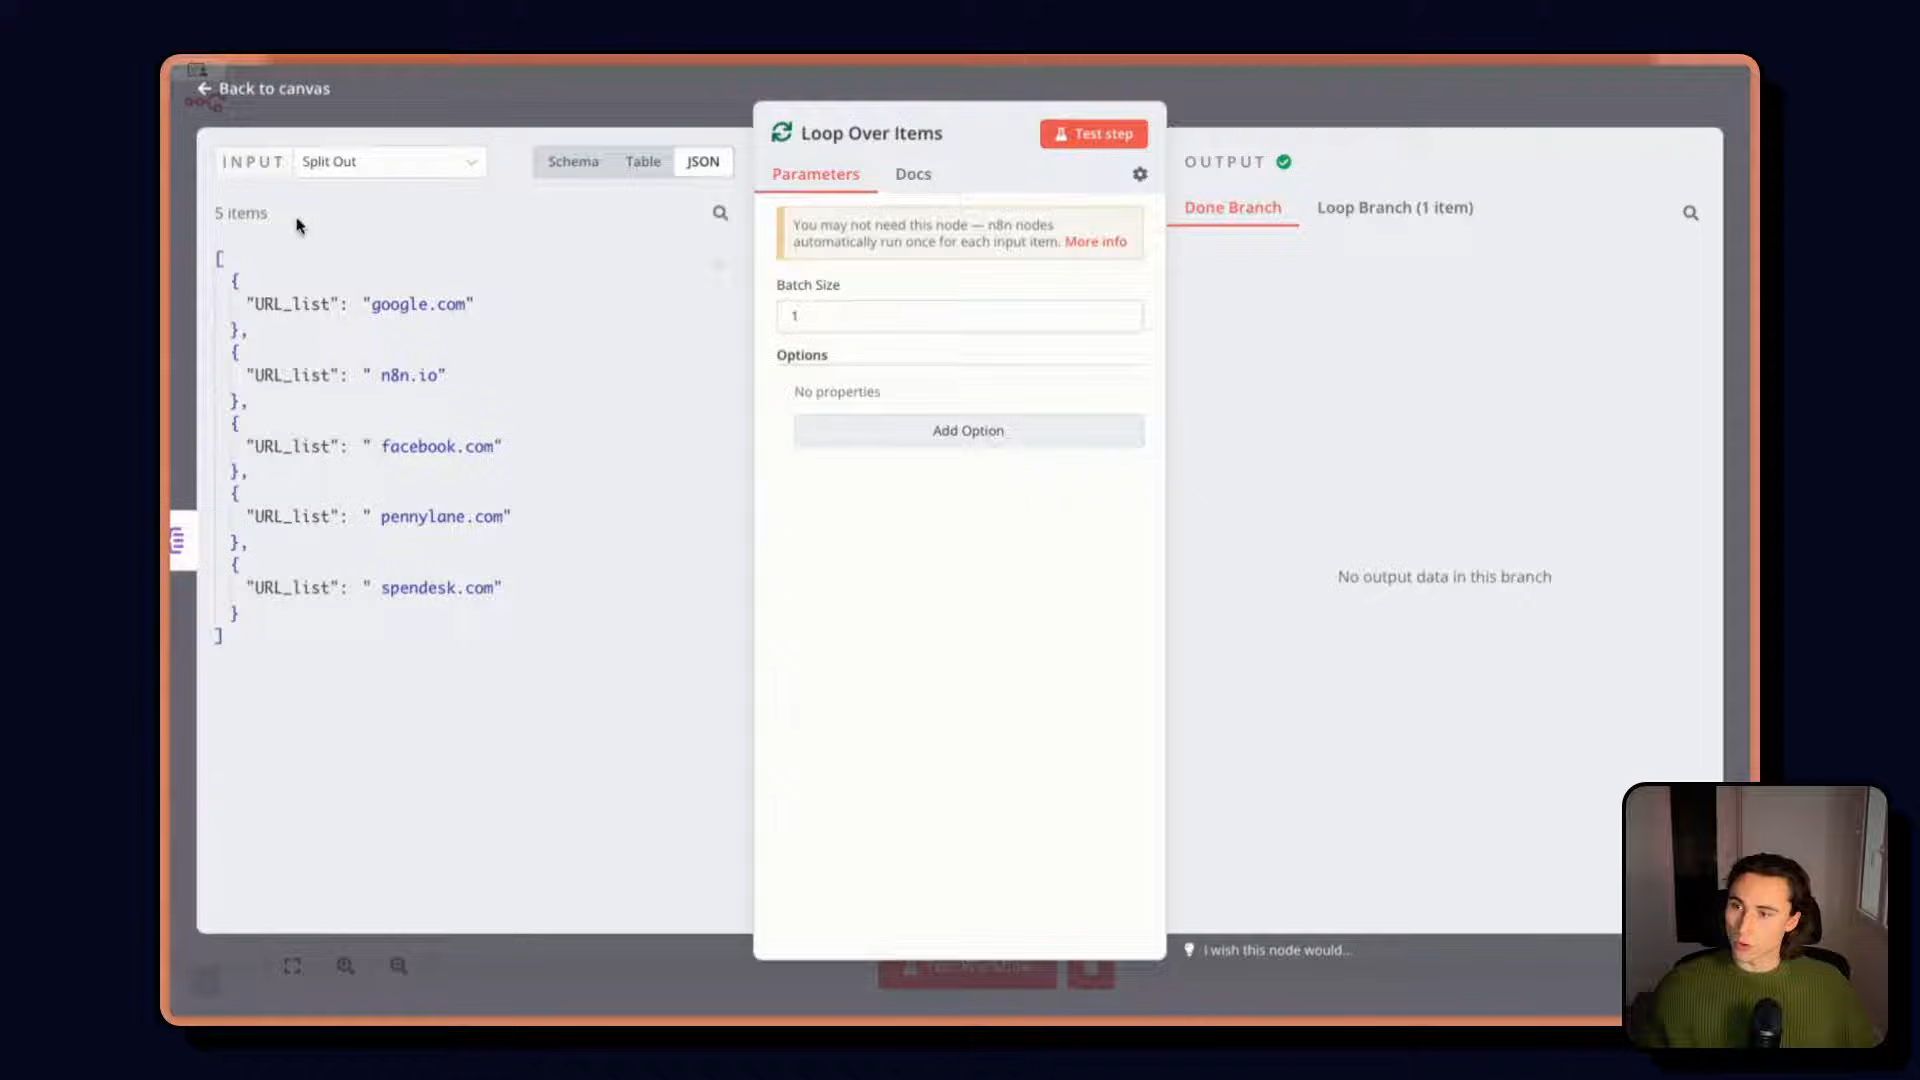 Back to canvas
INPUT Split Out
Schema Table JSON
5 items
[
{
"URL_list": "google.com"
},
{
"URL_list": " n8n.io"
},
{
"URL_list": " facebook.com"
},
{
"URL_list": " pennylane.com"
},
{
"URL_list": " spendesk.com"
}
]
Loop Over Items
Test step
Parameters Docs
You may not need this node — n8n nodes
automatically run once for each input item. More info
Batch Size
1
Options
No properties
Add Option
OUTPUT
Done Branch Loop Branch (1 item)
No output data in this branch
I wish this node would...